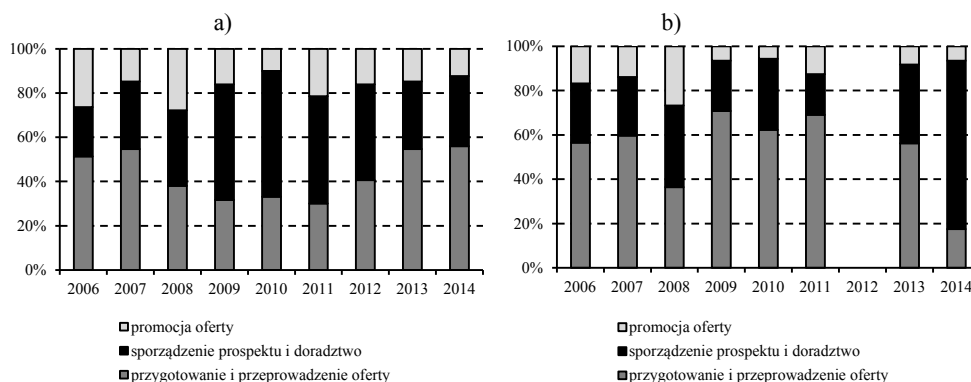 a)
100%
80%
60%
40%
20%
0%
2006 2007 2008 2009 2010 2011 2012 2013 2014
promocja oferty
sporządzenie prospektu i doradztwo
przygotowanie i przeprowadzenie oferty
b)
100%
80%
60%
40%
20%
0%
2006 2007 2008 2009 2010 2011 2012 2013 2014
promocja oferty
sporządzenie prospektu i doradztwo
przygotowanie i przeprowadzenie oferty